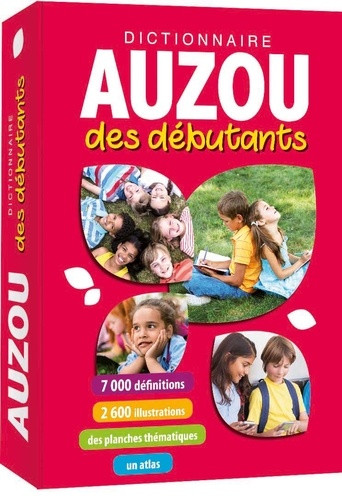 DICTIONNAIRE
AUZOU
des débutants
7 000 définitions
2 600 illustrations
des planches thématiques
un atlas
DICTIONNAIRE
AUZOU des débutants